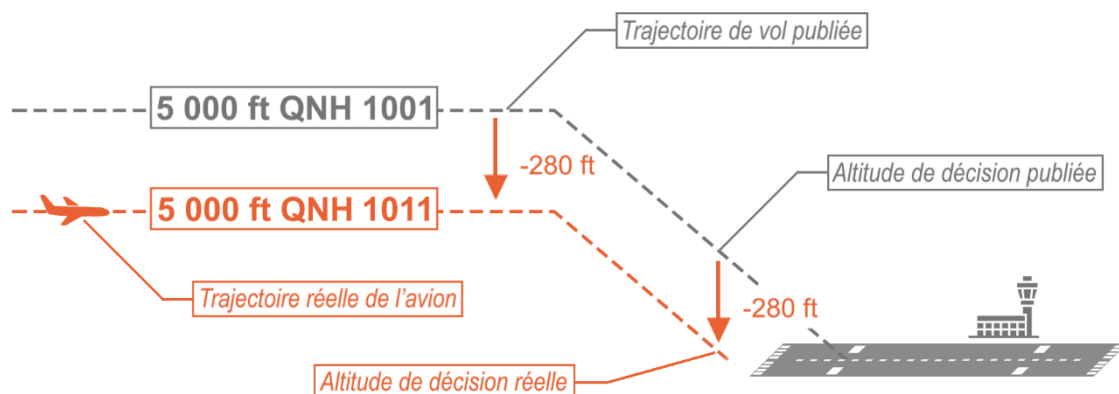 Trajectoire de vol publiée
5 000 ft QNH 1001
-280 ft
Altitude de décision publiée
5 000 ft QNH 1011
Trajectoire réelle de l'avion
-280 ft
Altitude de décision réelle